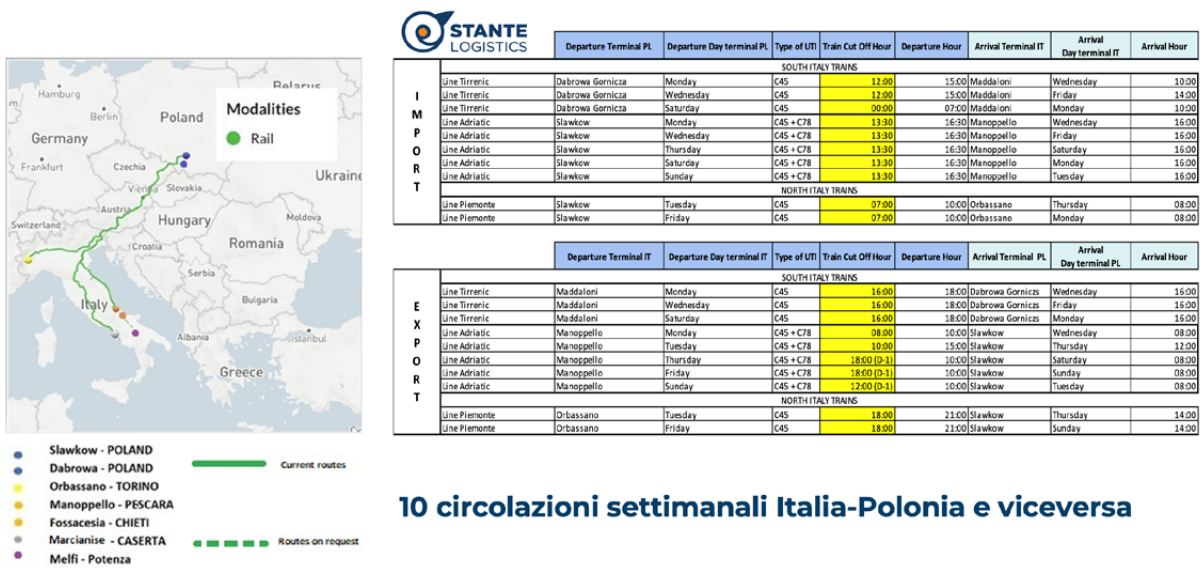 STANTE
LOGISTICS
Modalities
Rail
Hamburg
Berlin
Belarus
Poland
Germany
Frankfurt
Czechia
Ukraine
Vienna
Slovakia
Austria
Switzerland
Hungary
Moldova
Croatia
Romania
Serbia
Italy
Bulgaria
Albania
Istanbul
Greece
Slawkow - POLAND
Dabrowa - POLAND
Orbassano - TORINO
Manoppello - PESCARA
Fossacesia - CHIETI
Marcianise - CASERTA
Melfi - Potenza
Current routes
Routes on request
Departure Terminal PL Departure Day terminal PL Type of UTI Train Cut Off Hour Departure Hour Arrival Terminal IT Arrival Day terminal IT Arrival Hour
IMPORT
SOUTH ITALY TRAINS
Line Tirrenic Dabrowa Gornicza Monday C45 12:00 15:00 Maddaloni Wednesday 10:00
Line Tirrenic Dabrowa Gornicza Wednesday C45 12:00 15:00 Maddaloni Friday 14:00
Line Tirrenic Dabrowa Gornicza Saturday C45 00:00 07:00 Maddaloni Monday 10:00
Line Adriatic Slawkow Monday C45 + C78 13:30 16:30 Manoppello Wednesday 16:00
Line Adriatic Slawkow Wednesday C45 + C78 13:30 16:30 Manoppello Friday 16:00
Line Adriatic Slawkow Thursday C45 + C78 13:30 16:30 Manoppello Saturday 16:00
Line Adriatic Slawkow Saturday C45 + C78 13:30 16:30 Manoppello Monday 16:00
Line Adriatic Slawkow Sunday C45 + C78 13:30 16:30 Manoppello Tuesday 16:00
NORTH ITALY TRAINS
Line Piemonte Slawkow Tuesday C45 07:00 10:00 Orbassano Thursday 08:00
Line Piemonte Slawkow Friday C45 07:00 10:00 Orbassano Monday 08:00
Departure Terminal IT Departure Day terminal IT Type of UTI Train Cut Off Hour Departure Hour Arrival Terminal PL Arrival Day terminal PL Arrival Hour
EXPORT
SOUTH ITALY TRAINS
Line Tirrenic Maddaloni Monday C45 16:00 18:00 Dabrowa Gorniczs Wednesday 16:00
Line Tirrenic Maddaloni Wednesday C45 16:00 18:00 Dabrowa Gorniczs Friday 16:00
Line Tirrenic Maddaloni Saturday C45 16:00 18:00 Dabrowa Gorniczs Monday 16:00
Line Adriatic Manoppello Monday C45 + C78 08:00 10:00 Slawkow Wednesday 08:00
Line Adriatic Manoppello Tuesday C45 + C78 10:00 15:00 Slawkow Thursday 12:00
Line Adriatic Manoppello Thursday C45 + C78 18:00 (D-1) 10:00 Slawkow Saturday 08:00
Line Adriatic Manoppello Friday C45 + C78 18:00 (D-1) 10:00 Slawkow Sunday 08:00
Line Adriatic Manoppello Sunday C45 + C78 12:00 (D-1) 10:00 Slawkow Tuesday 08:00
NORTH ITALY TRAINS
Line Piemonte Orbassano Tuesday C45 18:00 21:00 Slawkow Thursday 14:00
Line Piemonte Orbassano Friday C45 18:00 21:00 Slawkow Sunday 14:00
10 circolazioni settimanali Italia-Polonia e viceversa